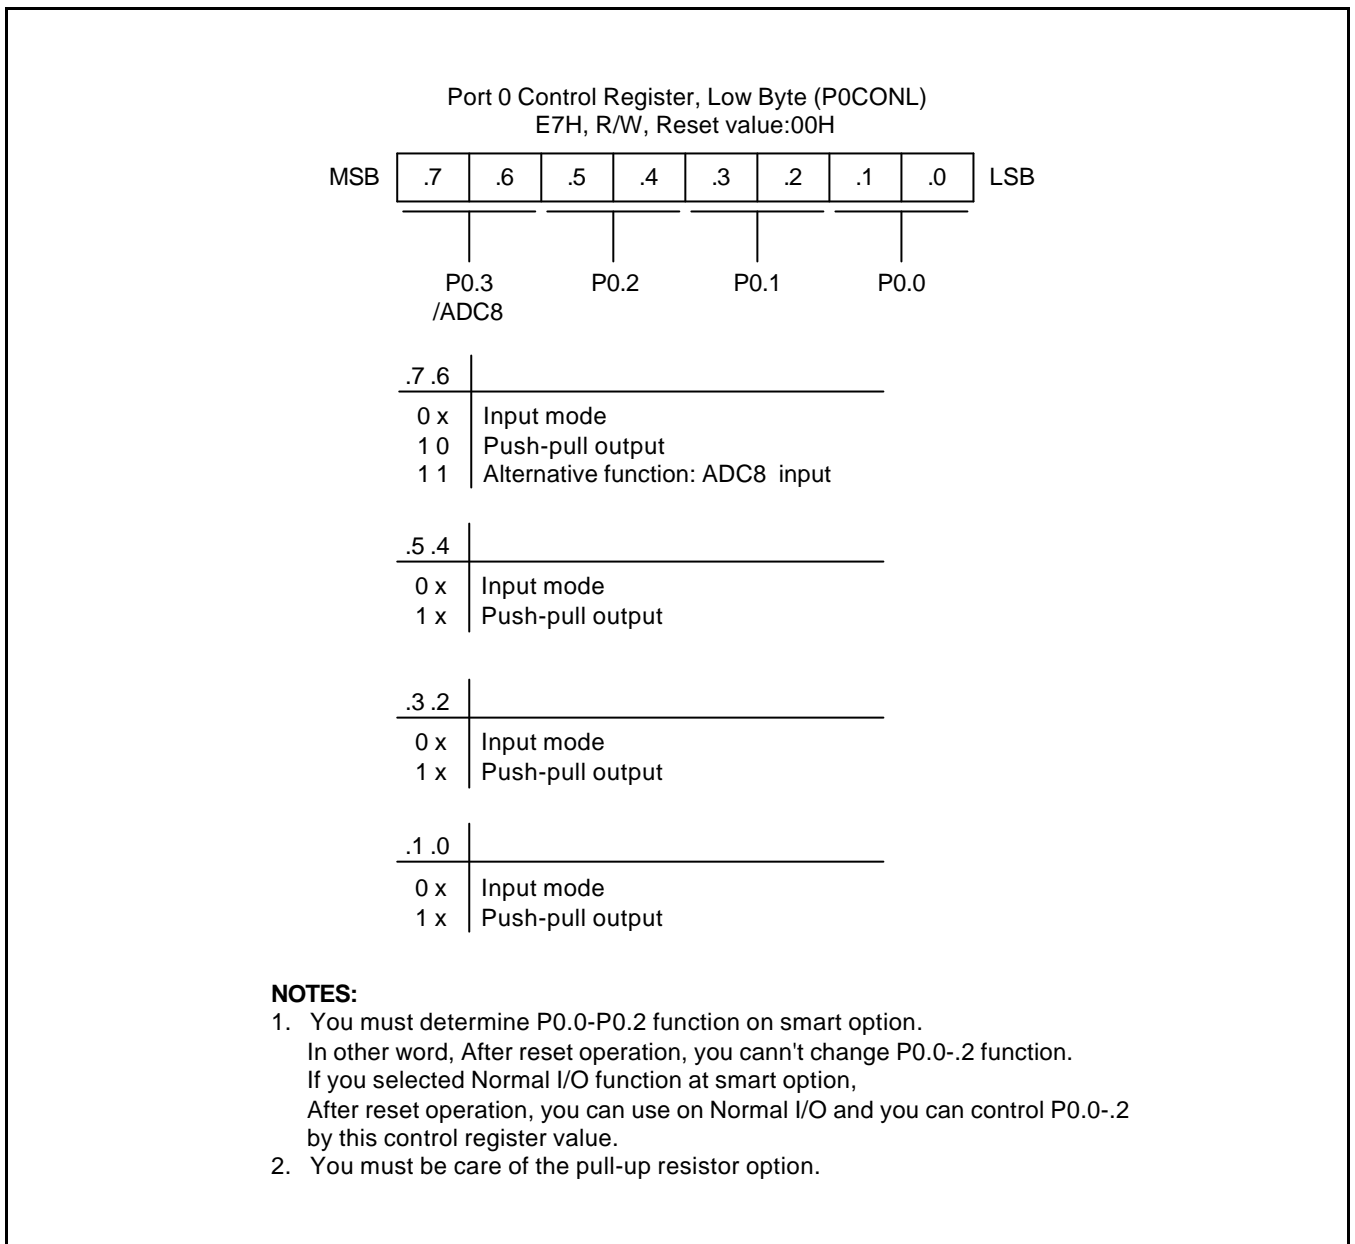 Port 0 Control Register, Low Byte (P0CONL)
E7H, R/W, Reset value:00H
MSB .7 .6 .5 .4 .3 .2 .1 .0 LSB
P0.3 P0.2 P0.1 P0.0
/ADC8
.7 .6
0 x Input mode
1 0 Push-pull output
1 1 Alternative function: ADC8 input
.5 .4
0 x Input mode
1 x Push-pull output
.3 .2
0 x Input mode
1 x Push-pull output
.1 .0
0 x Input mode
1 x Push-pull output
NOTES:
1. You must determine P0.0-P0.2 function on smart option.
In other word, After reset operation, you cann't change P0.0-.2 function.
If you selected Normal I/O function at smart option,
After reset operation, you can use on Normal I/O and you can control P0.0-.2
by this control register value.
2. You must be care of the pull-up resistor option.